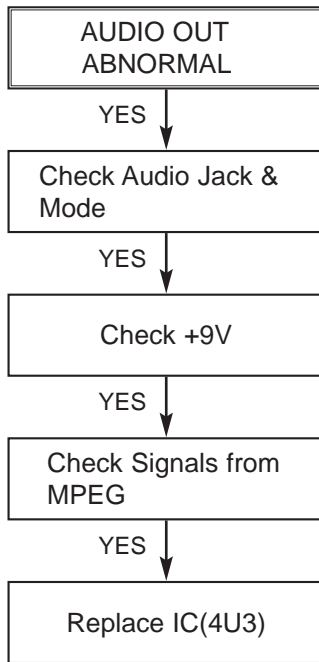 AUDIO OUT
ABNORMAL
YES
Check Audio Jack &
Mode
YES
Check +9V
YES
Check Signals from
MPEG
YES
Replace IC(4U3)